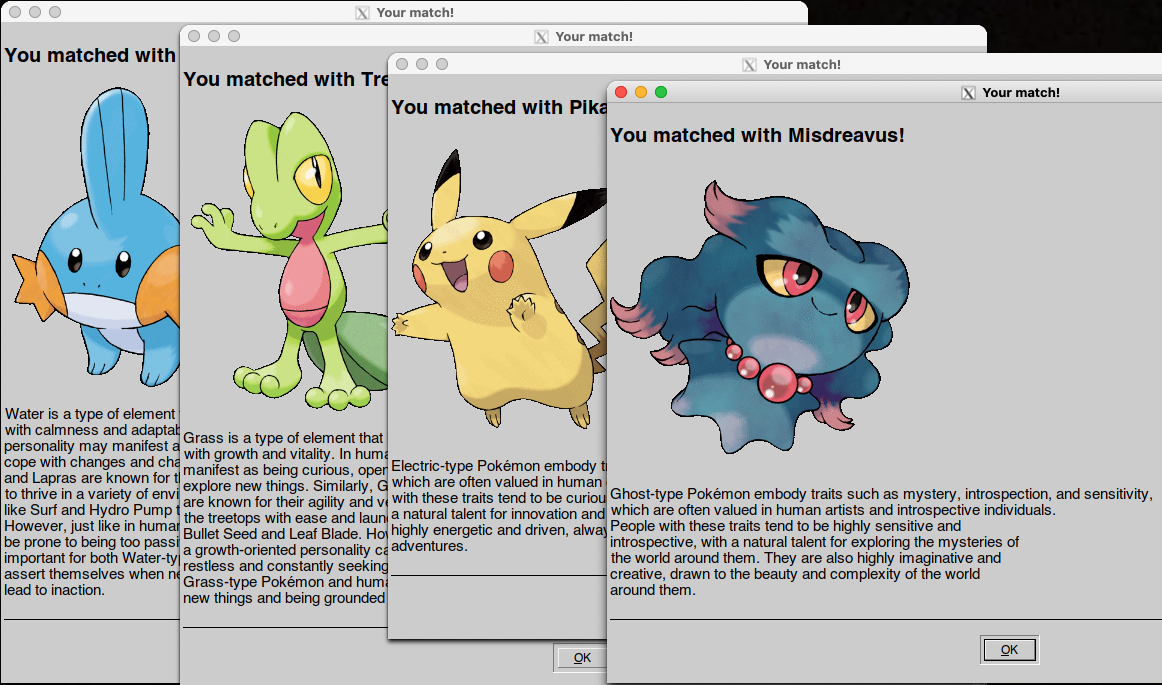 Your match!
You matched with
Water is a type of element
with calmness and adaptab
personality may manifest a
cope with changes and cha
and Lapras are known for th
to thrive in a variety of envi
like Surf and Hydro Pump t
However, just like in human
be prone to being too passi
important for both Water-typ
assert themselves when ne
lead to inaction.
Your match!
You matched with Tre
Grass is a type of element that
with growth and vitality. In huma
manifest as being curious, open
explore new things. Similarly, G
are known for their agility and ve
the treetops with ease and laun
Bullet Seed and Leaf Blade. How
a growth-oriented personality ca
restless and constantly seeking
Grass-type Pokémon and huma
new things and being grounded
OK
Your match!
You matched with Pika
Electric-type Pokémon embody tr
which are often valued in human
with these traits tend to be curiou
a natural talent for innovation and
highly energetic and driven, alwa
adventures.
Your match!
You matched with Misdreavus!
Ghost-type Pokémon embody traits such as mystery, introspection, and sensitivity,
which are often valued in human artists and introspective individuals.
People with these traits tend to be highly sensitive and
introspective, with a natural talent for exploring the mysteries of
the world around them. They are also highly imaginative and
creative, drawn to the beauty and complexity of the world
around them.
OK